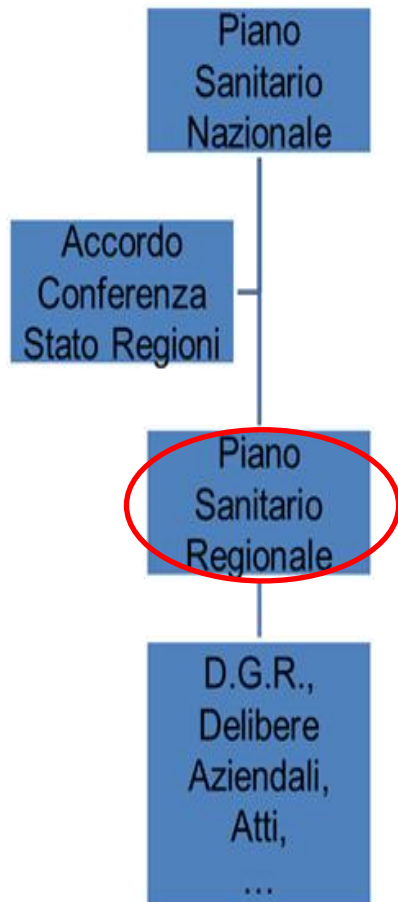 Piano
Sanitario
Nazionale
Accordo
Conferenza
Stato Regioni
Piano
Sanitario
Regionale
D.G.R.,
Delibere
Aziendali,
Atti,
...